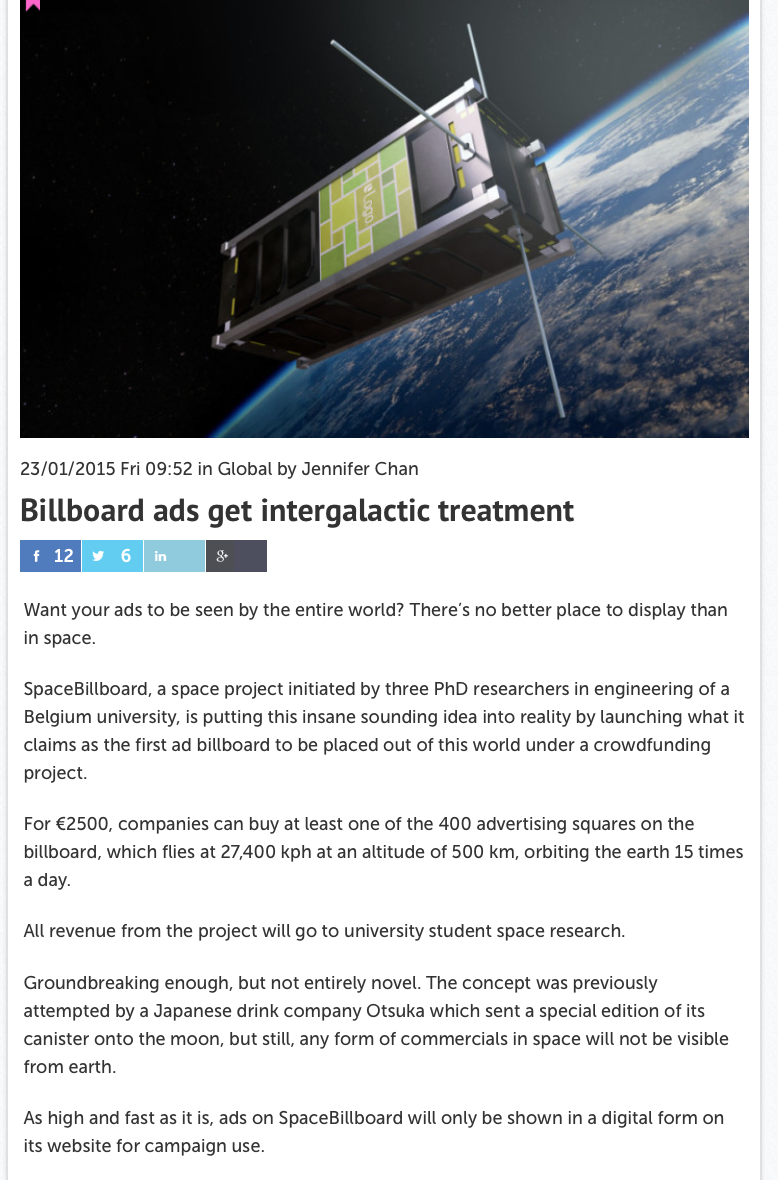 eLogo
23/01/2015 Fri 09:52 in Global by Jennifer Chan
Billboard ads get intergalactic treatment
f 12 6 in g+
Want your ads to be seen by the entire world? There's no better place to display than
in space.
SpaceBillboard, a space project initiated by three PhD researchers in engineering of a
Belgium university, is putting this insane sounding idea into reality by launching what it
claims as the first ad billboard to be placed out of this world under a crowdfunding
project.
For €2500, companies can buy at least one of the 400 advertising squares on the
billboard, which flies at 27,400 kph at an altitude of 500 km, orbiting the earth 15 times
a day.
All revenue from the project will go to university student space research.
Groundbreaking enough, but not entirely novel. The concept was previously
attempted by a Japanese drink company Otsuka which sent a special edition of its
canister onto the moon, but still, any form of commercials in space will not be visible
from earth.
As high and fast as it is, ads on SpaceBillboard will only be shown in a digital form on
its website for campaign use.